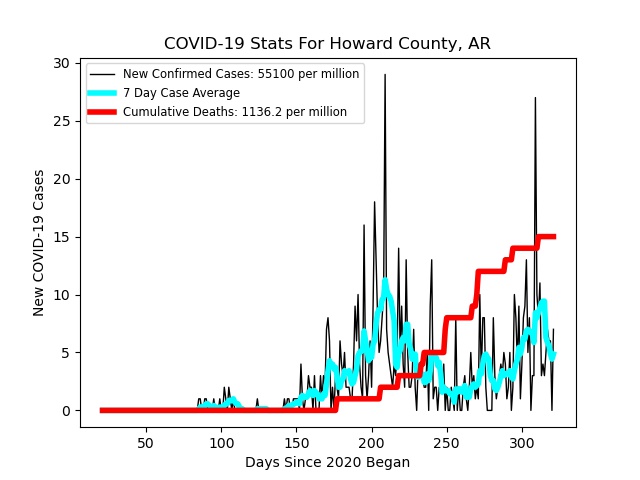 COVID-19 Stats For Howard County, AR
New Confirmed Cases: 55100 per million
7 Day Case Average
Cumulative Deaths: 1136.2 per million
New COVID-19 Cases
30
25
20
15
10
5
0
50 100 150 200 250 300
Days Since 2020 Began